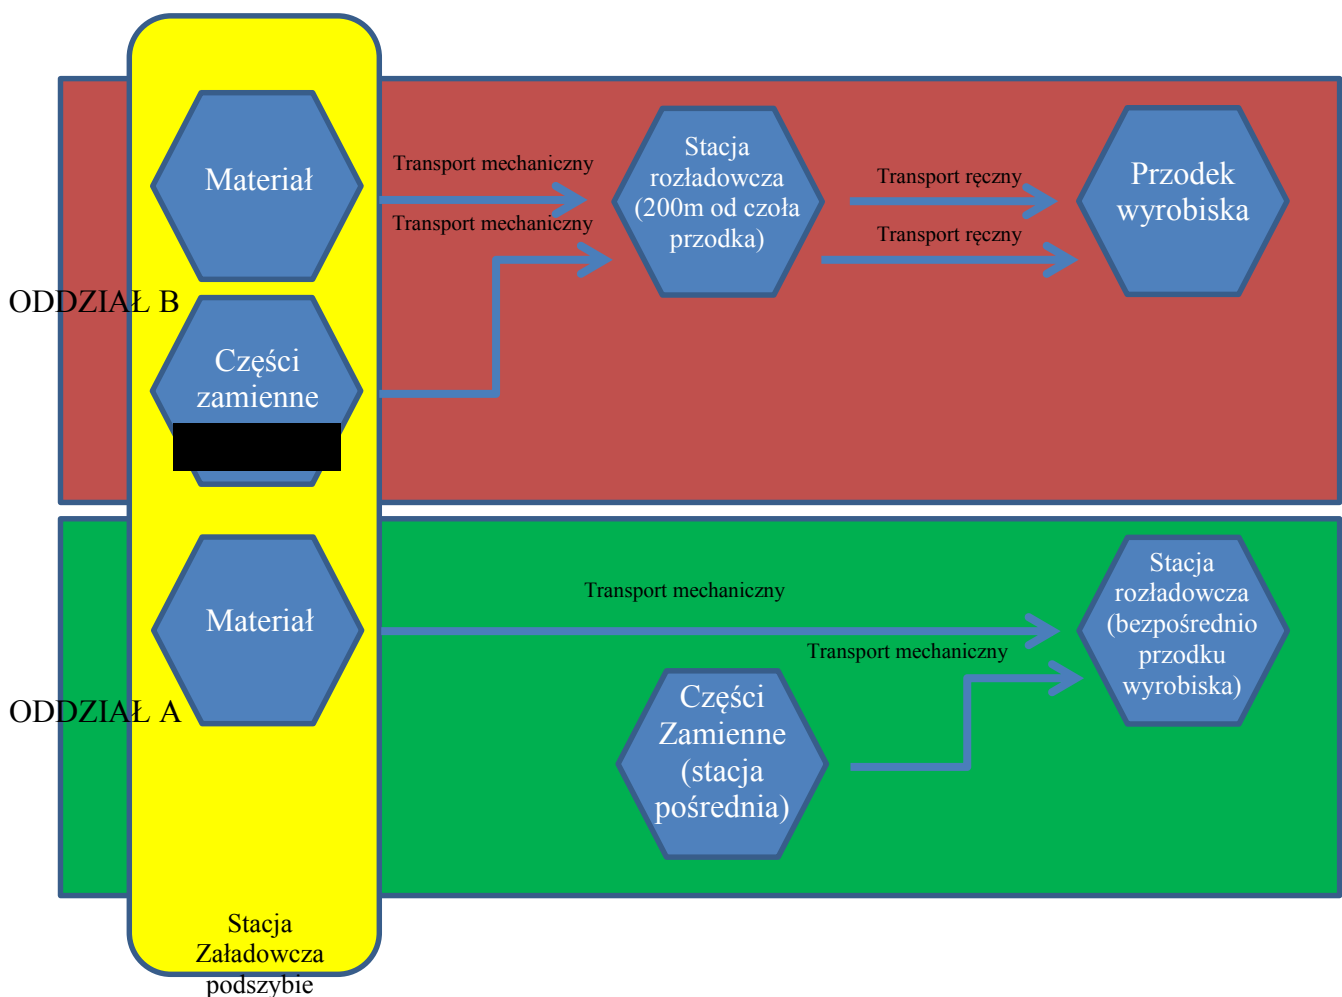 Materiał
Transport mechaniczny
Transport mechaniczny
Stacja
rozładowcza
(200m od czoła
przodka)
Transport ręczny
Transport ręczny
Przodek
wyrobiska
ODDZIAŁ B
Części
zamienne
Materiał
Transport mechaniczny
Transport mechaniczny
Stacja
rozładowcza
(bezpośrednio
przodku
wyrobiska)
ODDZIAŁ A
Części
Zamienne
(stacja
pośrednia)
Stacja
Załadowcza
podszybie